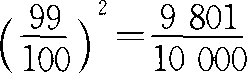 (99/100)² = 9 801/10 000